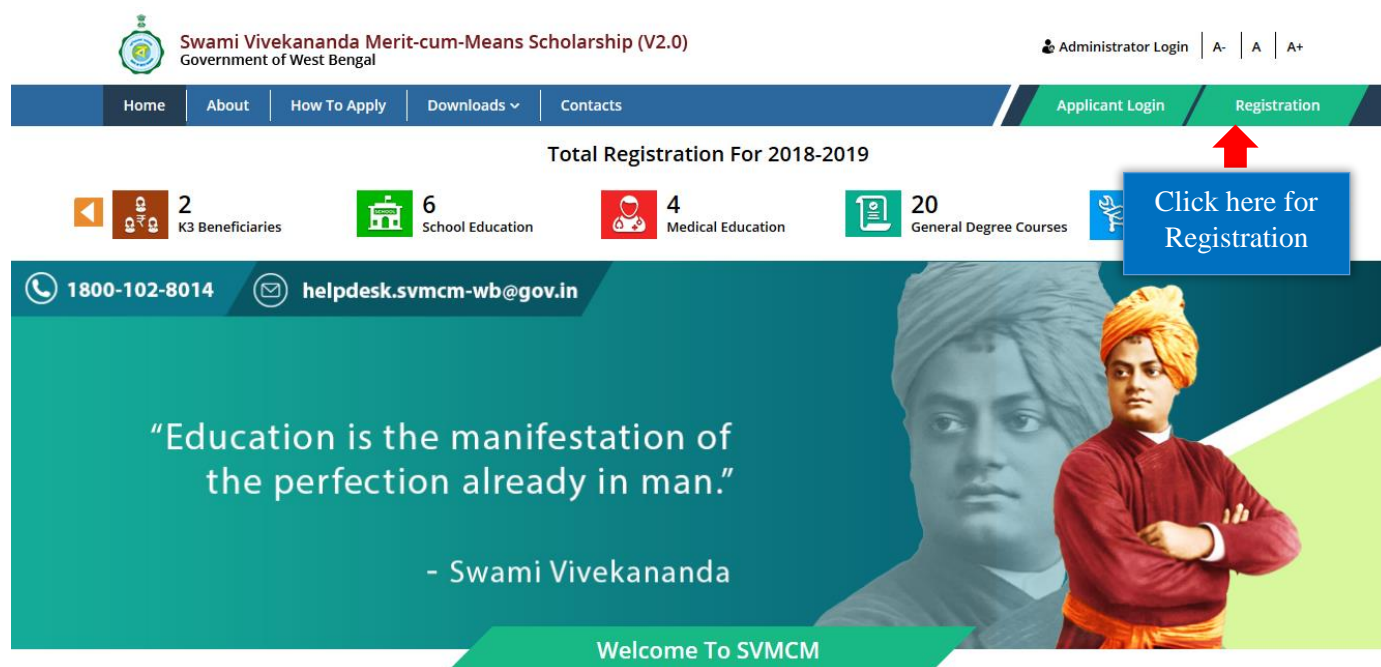 Swami Vivekananda Merit-cum-Means Scholarship (V2.0)
Government of West Bengal
Administrator Login A- A A+
Home About How To Apply Downloads Contacts Applicant Login Registration
Total Registration For 2018-2019
2
K3 Beneficiaries
6
School Education
4
Medical Education
20
General Degree Courses
Click here for
Registration
1800-102-8014 helpdesk.svmcm-wb@gov.in
“Education is the manifestation of
the perfection already in man.”
- Swami Vivekananda
Welcome To SVMCM